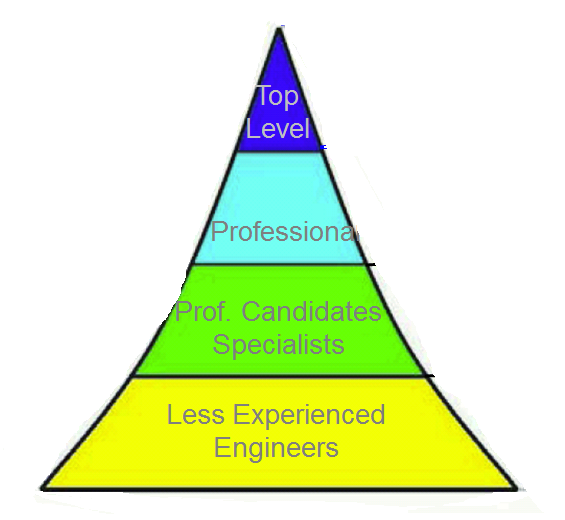 Top
Level
Professiona
Prof. Candidates
Specialists
Less Experienced
Engineers